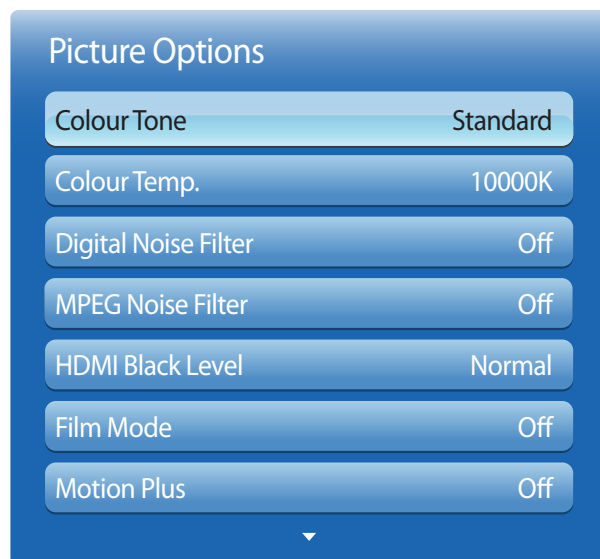 Picture Options
Colour Tone Standard
Colour Temp. 10000K
Digital Noise Filter Off
MPEG Noise Filter Off
HDMI Black Level Normal
Film Mode Off
Motion Plus Off